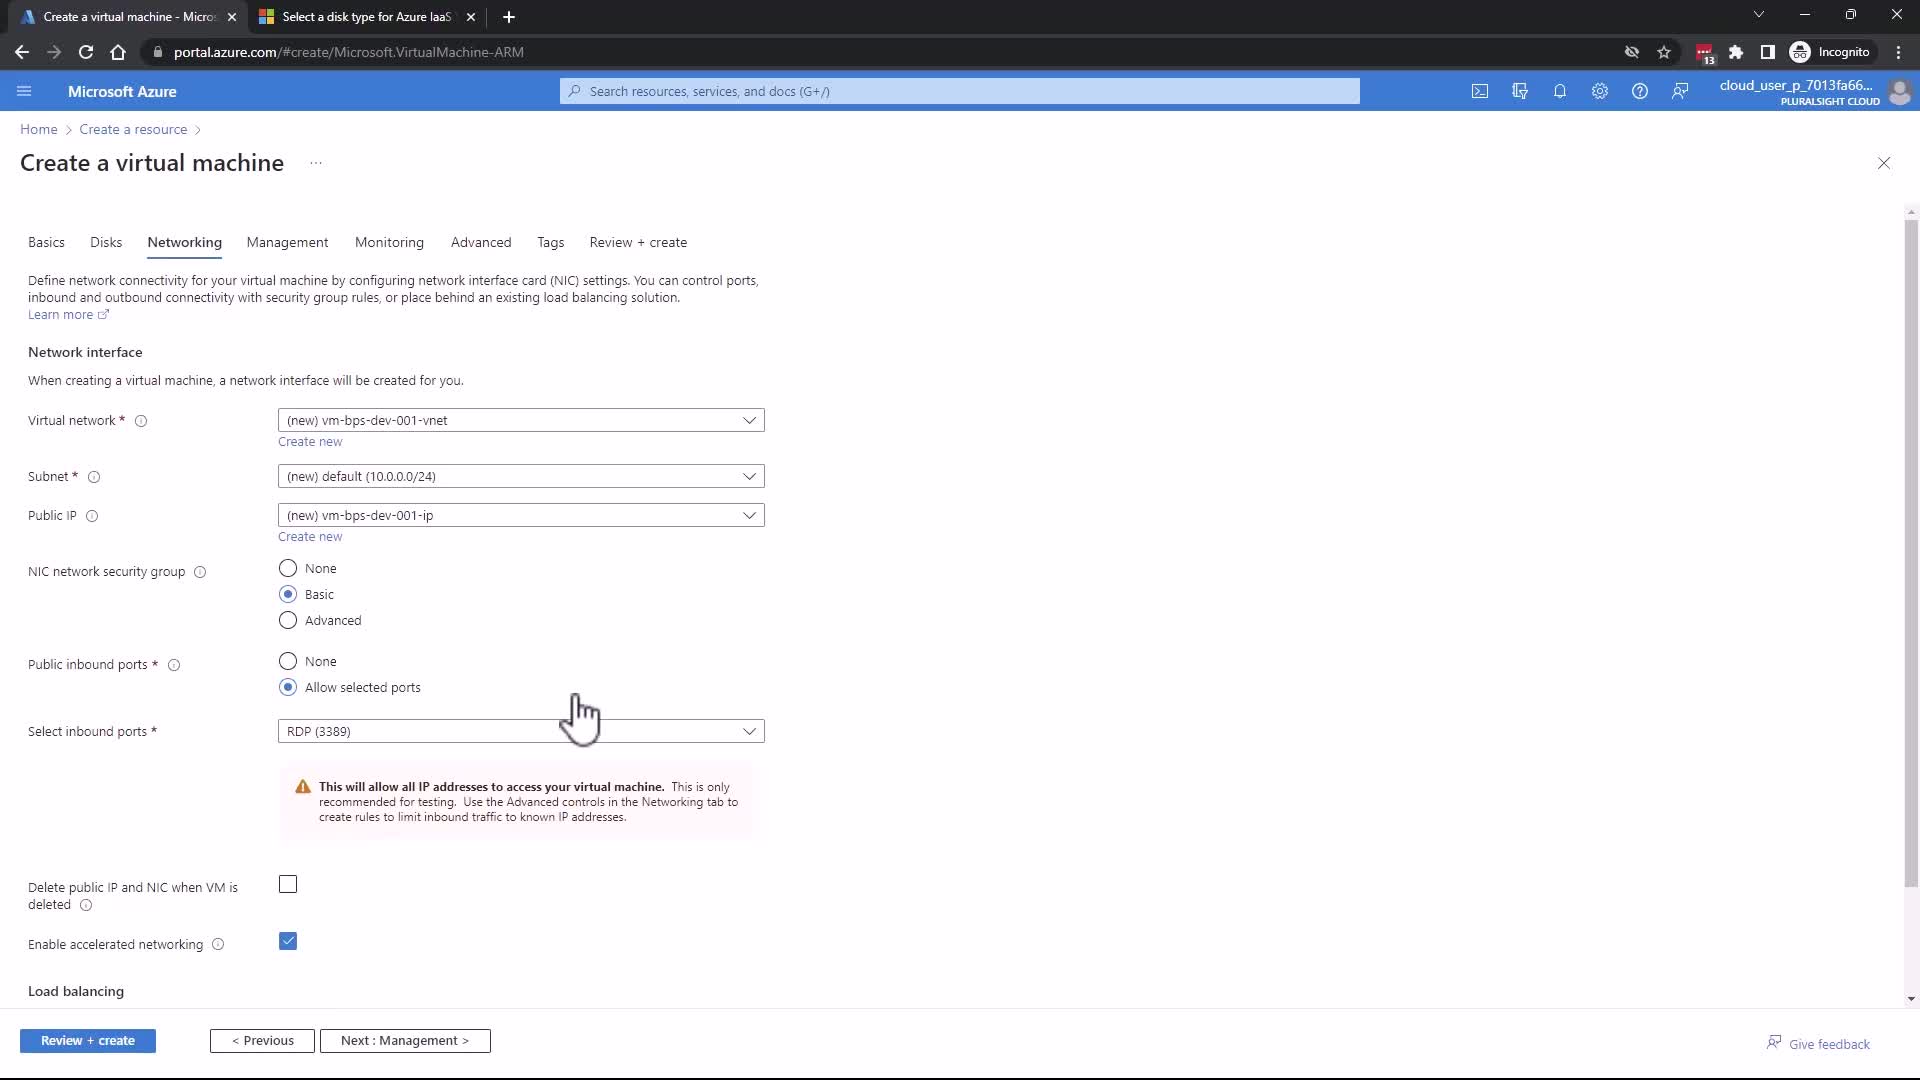 Create a virtual machine - Micros
Select a disk type for Azure IaaS
portal.azure.com/#create/Microsoft.VirtualMachine-ARM
13
Incognito
Microsoft Azure
Search resources, services, and docs (G+/)
cloud_user_p_7013fa66...
PLURALSIGHT CLOUD
Home > Create a resource >
Create a virtual machine ...
Basics Disks Networking Management Monitoring Advanced Tags Review + create
Define network connectivity for your virtual machine by configuring network interface card (NIC) settings. You can control ports,
inbound and outbound connectivity with security group rules, or place behind an existing load balancing solution.
Learn more
Network interface
When creating a virtual machine, a network interface will be created for you.
Virtual network *
(new) vm-bps-dev-001-vnet
Create new
Subnet *
(new) default (10.0.0.0/24)
Public IP
(new) vm-bps-dev-001-ip
Create new
NIC network security group
None
Basic
Advanced
Public inbound ports *
None
Allow selected ports
Select inbound ports *
RDP (3389)
This will allow all IP addresses to access your virtual machine. This is only
recommended for testing. Use the Advanced controls in the Networking tab to
create rules to limit inbound traffic to known IP addresses.
Delete public IP and NIC when VM is
deleted
Enable accelerated networking
Load balancing
Review + create
< Previous
Next : Management >
Give feedback